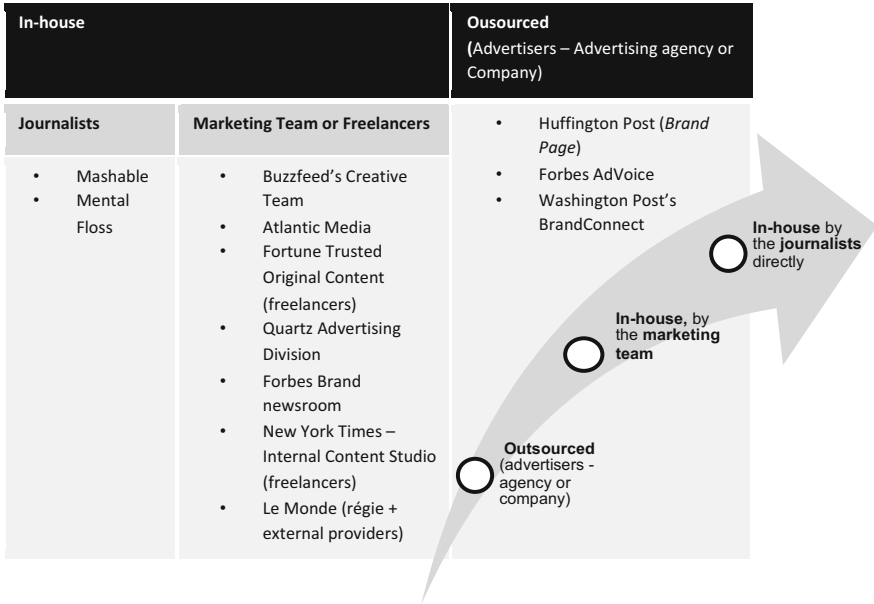 In-house
Ousourced
(Advertisers – Advertising agency or
Company)
Journalists
Marketing Team or Freelancers
• Mashable
• Mental
Floss
• Buzzfeed's Creative
Team
• Atlantic Media
• Fortune Trusted
Original Content
(freelancers)
• Quartz Advertising
Division
• Forbes Brand
newsroom
• New York Times –
Internal Content Studio
(freelancers)
• Le Monde (régie +
external providers)
• Huffington Post (Brand
Page)
• Forbes AdVoice
• Washington Post's
BrandConnect
In-house by
the journalists
directly
In-house, by
the marketing
team
Outsourced
(advertisers -
agency or
company)